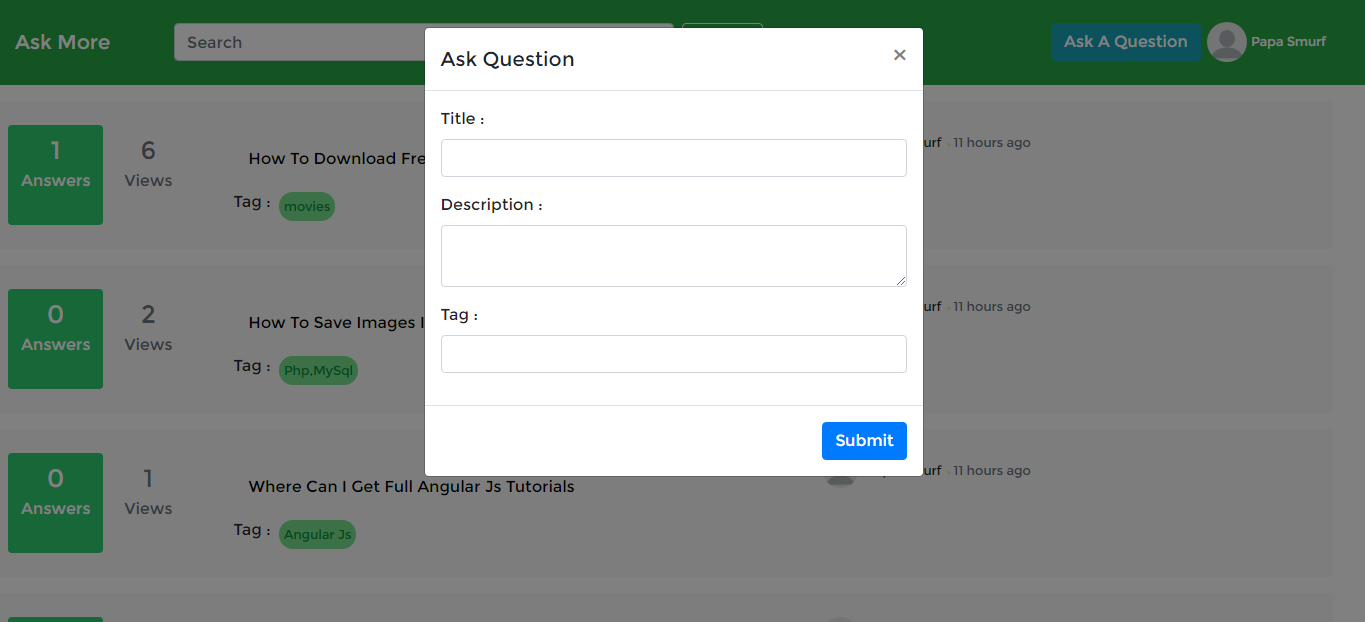 Ask More
Search
Ask A Question
Papa Smurf
Ask Question
×
Title :
Description :
Tag :
Submit
1
Answers
6
Views
How To Download Fre
Tag :
movies
urf
11 hours ago
0
Answers
2
Views
How To Save Images
Tag :
Php,MySql
urf
11 hours ago
0
Answers
1
Views
Where Can I Get Full Angular Js Tutorials
Tag :
Angular Js
urf
11 hours ago